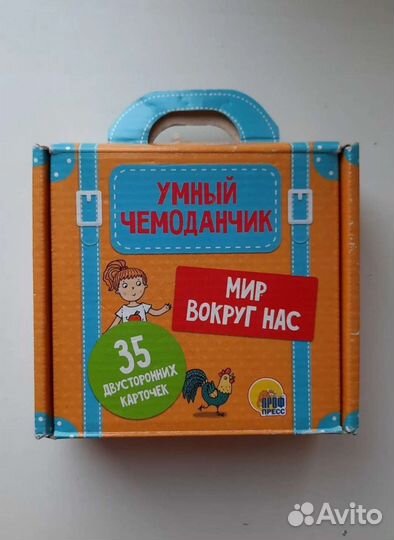 УМНЫЙ
ЧЕМОДАНЧИК
МИР
ВОКРУГ НАС
35
ДВУСТОРОННИХ
КАРТОЧЕК
ПРОФ
ПРЕСС
Avito